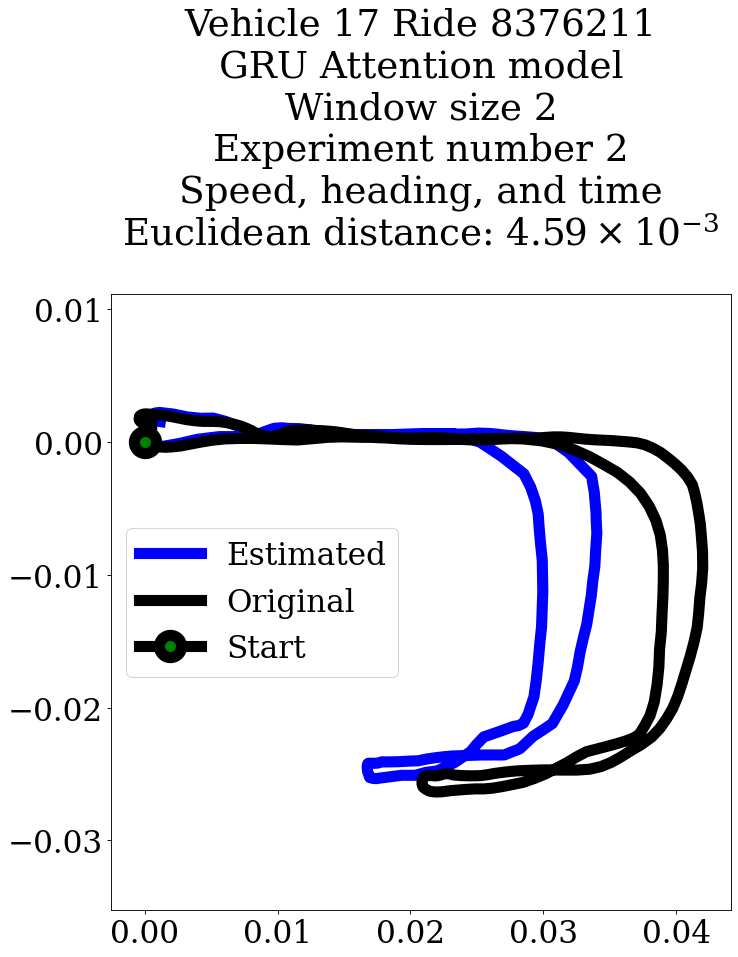 Vehicle 17 Ride 8376211
GRU Attention model
Window size 2
Experiment number 2
Speed, heading, and time
Euclidean distance: 4.59 × 10⁻³
0.01
0.00
−0.01
−0.02
−0.03
Estimated
Original
Start
0.00 0.01 0.02 0.03 0.04